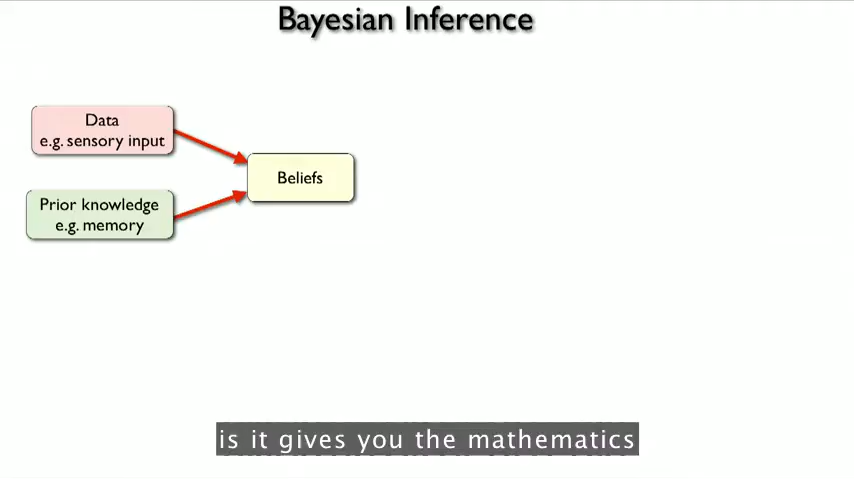 Bayesian Inference
Data
e.g. sensory input
Beliefs
Prior knowledge
e.g. memory
is it gives you the mathematics